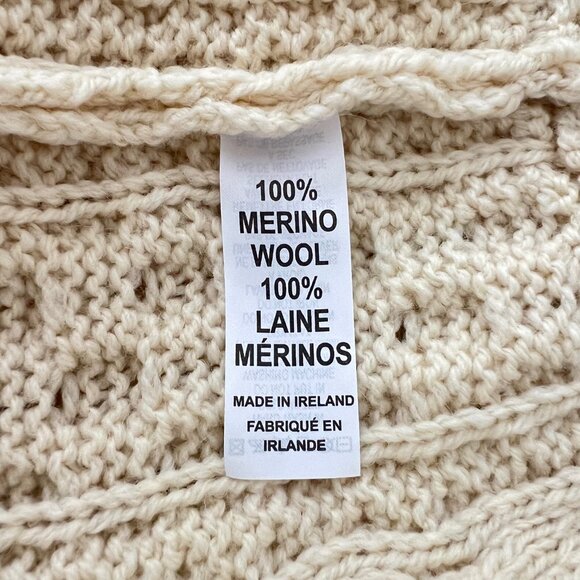 100%
MERINO
WOOL
100%
LAINE
MÉRINOS
MADE IN IRELAND
FABRIQUÉ EN
IRLANDE